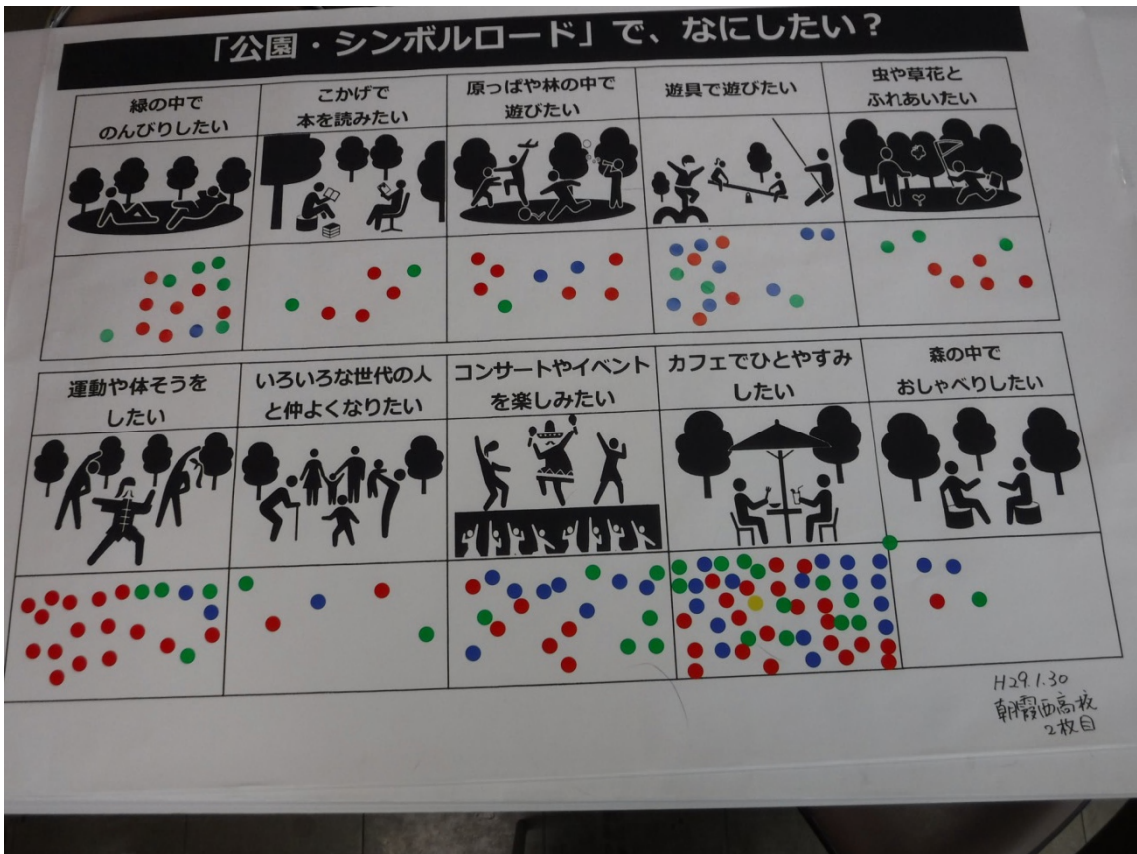 「公園・シンボルロード」で、なにしたい？
緑の中で
のんびりしたい
こかげで
本を読みたい
原っぱや林の中で
遊びたい
遊具で遊びたい
虫や草花と
ふれあいたい
運動や体そうを
したい
いろいろな世代の人
と仲よくなりたい
コンサートやイベント
を楽しみたい
カフェでひとやすみ
したい
森の中で
おしゃべりしたい
H29.1.30
朝霞西高校
2枚目